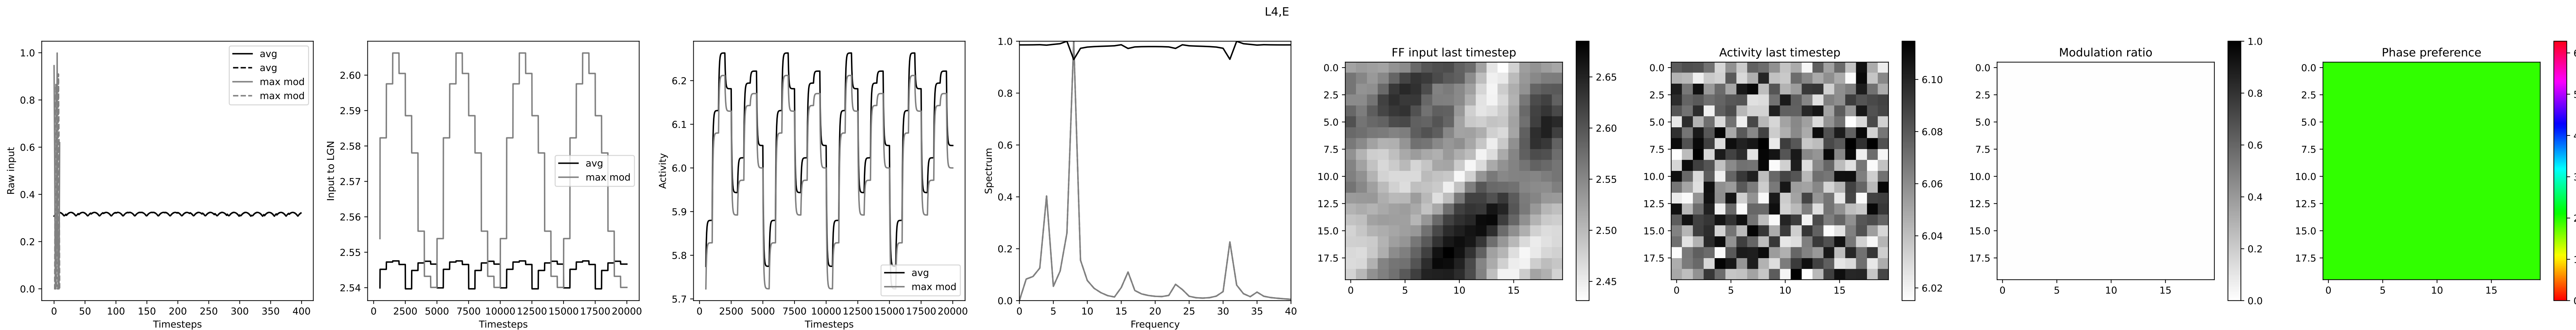 L4,E
1.0
0.8
0.6
0.4
0.2
0.0
Raw input
avg
avg
max mod
max mod
0 50 100 150 200 250 300 350 400
Timesteps
2.60
2.59
2.58
2.57
2.56
2.55
2.54
Input to LGN
avg
max mod
0 2500 5000 7500 10000 12500 15000 17500 20000
Timesteps
6.2
6.1
6.0
5.9
5.8
5.7
Activity
avg
max mod
0 2500 5000 7500 10000 12500 15000 17500 20000
Timesteps
1.0
0.8
0.6
0.4
0.2
0.0
Spectrum
0 5 10 15 20 25 30 35 40
Frequency
FF input last timestep
0.0
2.5
5.0
7.5
10.0
12.5
15.0
17.5
0 5 10 15
2.65
2.60
2.55
2.50
2.45
Activity last timestep
0.0
2.5
5.0
7.5
10.0
12.5
15.0
17.5
0 5 10 15
6.10
6.08
6.06
6.04
6.02
Modulation ratio
0.0
2.5
5.0
7.5
10.0
12.5
15.0
17.5
0 5 10 15
1.0
0.8
0.6
0.4
0.2
0.0
Phase preference
0.0
2.5
5.0
7.5
10.0
12.5
15.0
17.5
0 5 10 15